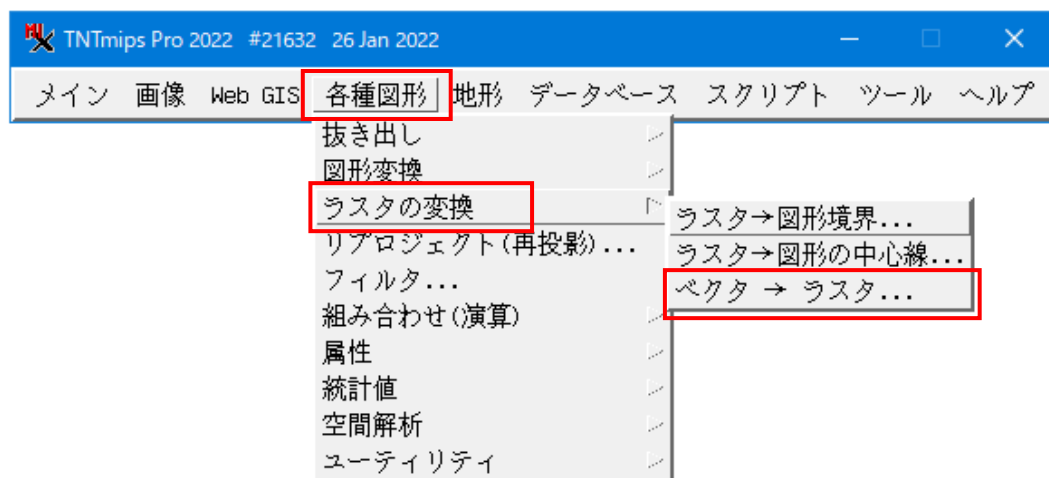 TNTmips Pro 2022 #21632 26 Jan 2022
メイン 画像 Web GIS 各種図形 地形 データベース スクリプト ツール ヘルプ
抜き出し
図形変換
ラスタの変換
リプロジェクト(再投影)...
フィルタ...
組み合わせ(演算)
属性
統計値
空間解析
ユーティリティ
ラスタ→図形境界...
ラスタ→図形の中心線...
ベクタ → ラスタ...